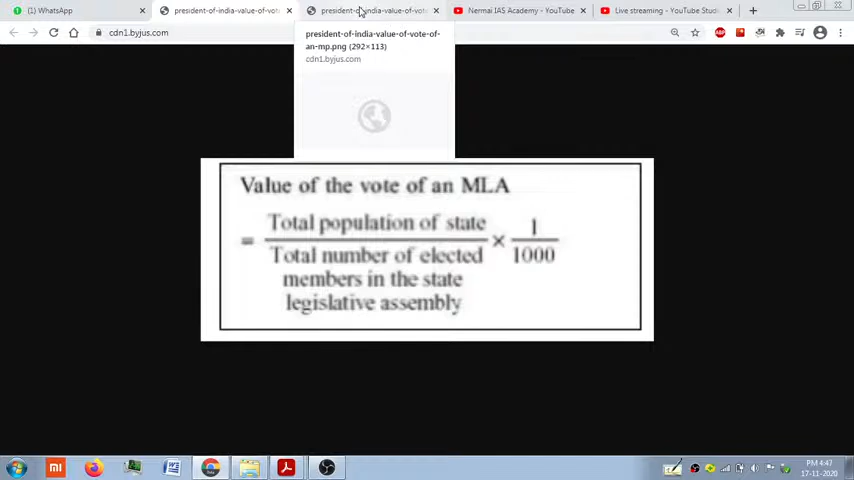 (1) WhatsApp
president-of-india-value-of-vot
president-of-india-value-of-vot
Nermai IAS Academy - YouTube
Live streaming - YouTube Stud
cdn1.byjus.com
ABP
president-of-india-value-of-vote-of-
an-mp.png (292×113)
cdn1.byjus.com
Value of the vote of an MLA
= Total population of state × 1
Total number of elected 1000
members in the state
legislative assembly
PM 4:47
17-11-2020